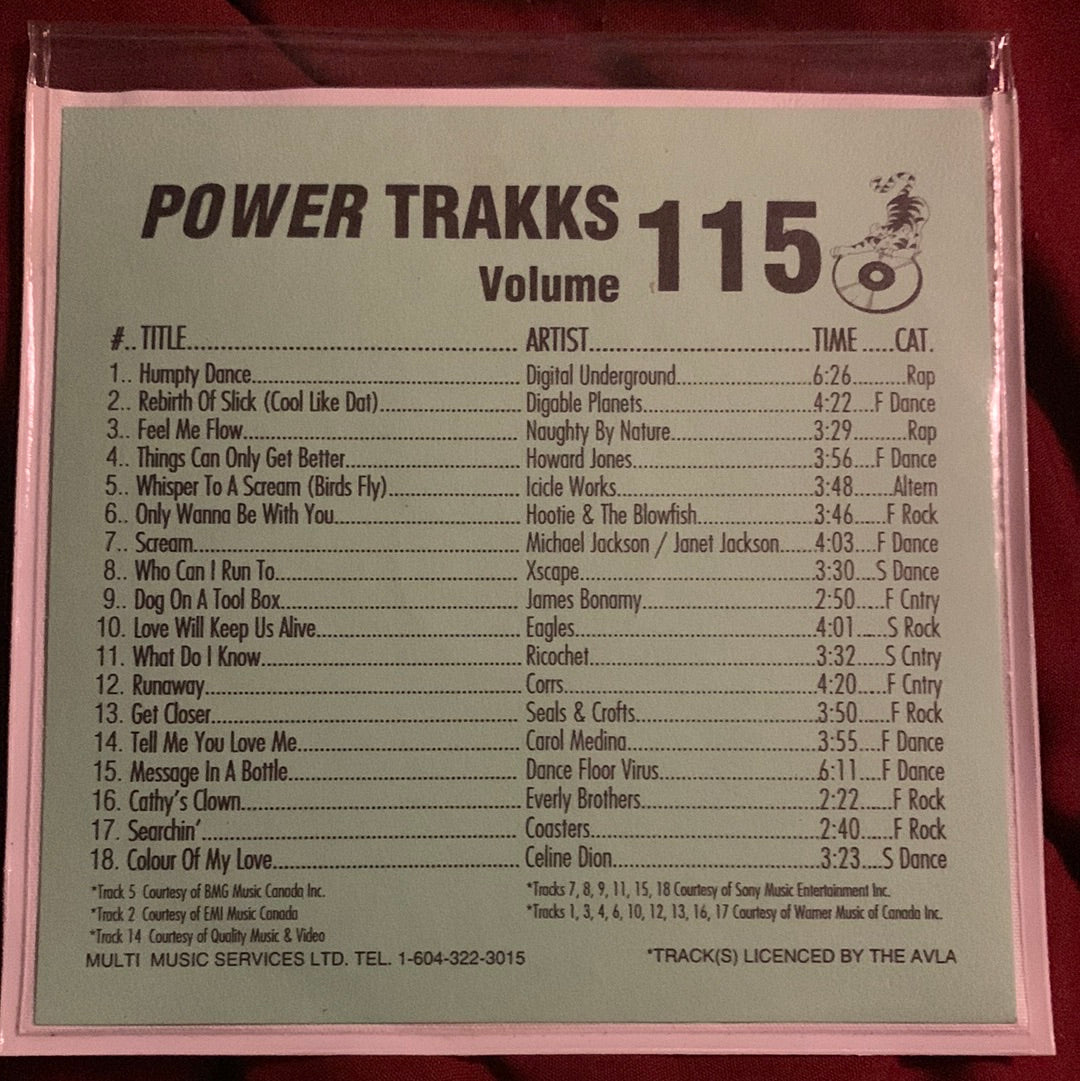 POWER TRAKKS
Volume 115
#.. TITLE.......... ARTIST.......... TIME .....CAT.
1.. Humpty Dance.......... Digital Underground..........6:26..........Rap
2.. Rebirth Of Slick (Cool Like Dat).......... Digable Planets..........4:22....F Dance
3.. Feel Me Flow.......... Naughty By Nature..........3:29..........Rap
4.. Things Can Only Get Better.......... Howard Jones..........3:56....F Dance
5.. Whisper To A Scream (Birds Fly).......... Icicle Works..........3:48.......Altern
6.. Only Wanna Be With You.......... Hootie & The Blowfish..........3:46......F Rock
7.. Scream.......... Michael Jackson / Janet Jackson......4:03....F Dance
8.. Who Can I Run To.......... Xscape..........3:30....S Dance
9.. Dog On A Tool Box.......... James Bonamy..........2:50.....F Cntry
10. Love Will Keep Us Alive.......... Eagles..........4:01......S Rock
11. What Do I Know.......... Ricochet..........3:32.....S Cntry
12. Runaway.......... Corrs..........4:20.....F Cntry
13. Get Closer.......... Seals & Crofts..........3:50......F Rock
14. Tell Me You Love Me.......... Carol Medina..........3:55....F Dance
15. Message In A Bottle.......... Dance Floor Virus..........6:11....F Dance
16. Cathy's Clown.......... Everly Brothers..........2:22......F Rock
17. Searchin'.......... Coasters..........2:40......F Rock
18. Colour Of My Love.......... Celine Dion..........3:23....S Dance
*Track 5 Courtesy of BMG Music Canada Inc.
*Track 2 Courtesy of EMI Music Canada
*Track 14 Courtesy of Quality Music & Video
*Tracks 7, 8, 9, 11, 15, 18 Courtesy of Sony Music Entertainment Inc.
*Tracks 1, 3, 4, 6, 10, 12, 13, 16, 17 Courtesy of Warner Music of Canada Inc.
MULTI MUSIC SERVICES LTD. TEL. 1-604-322-3015
*TRACK(S) LICENCED BY THE AVLA